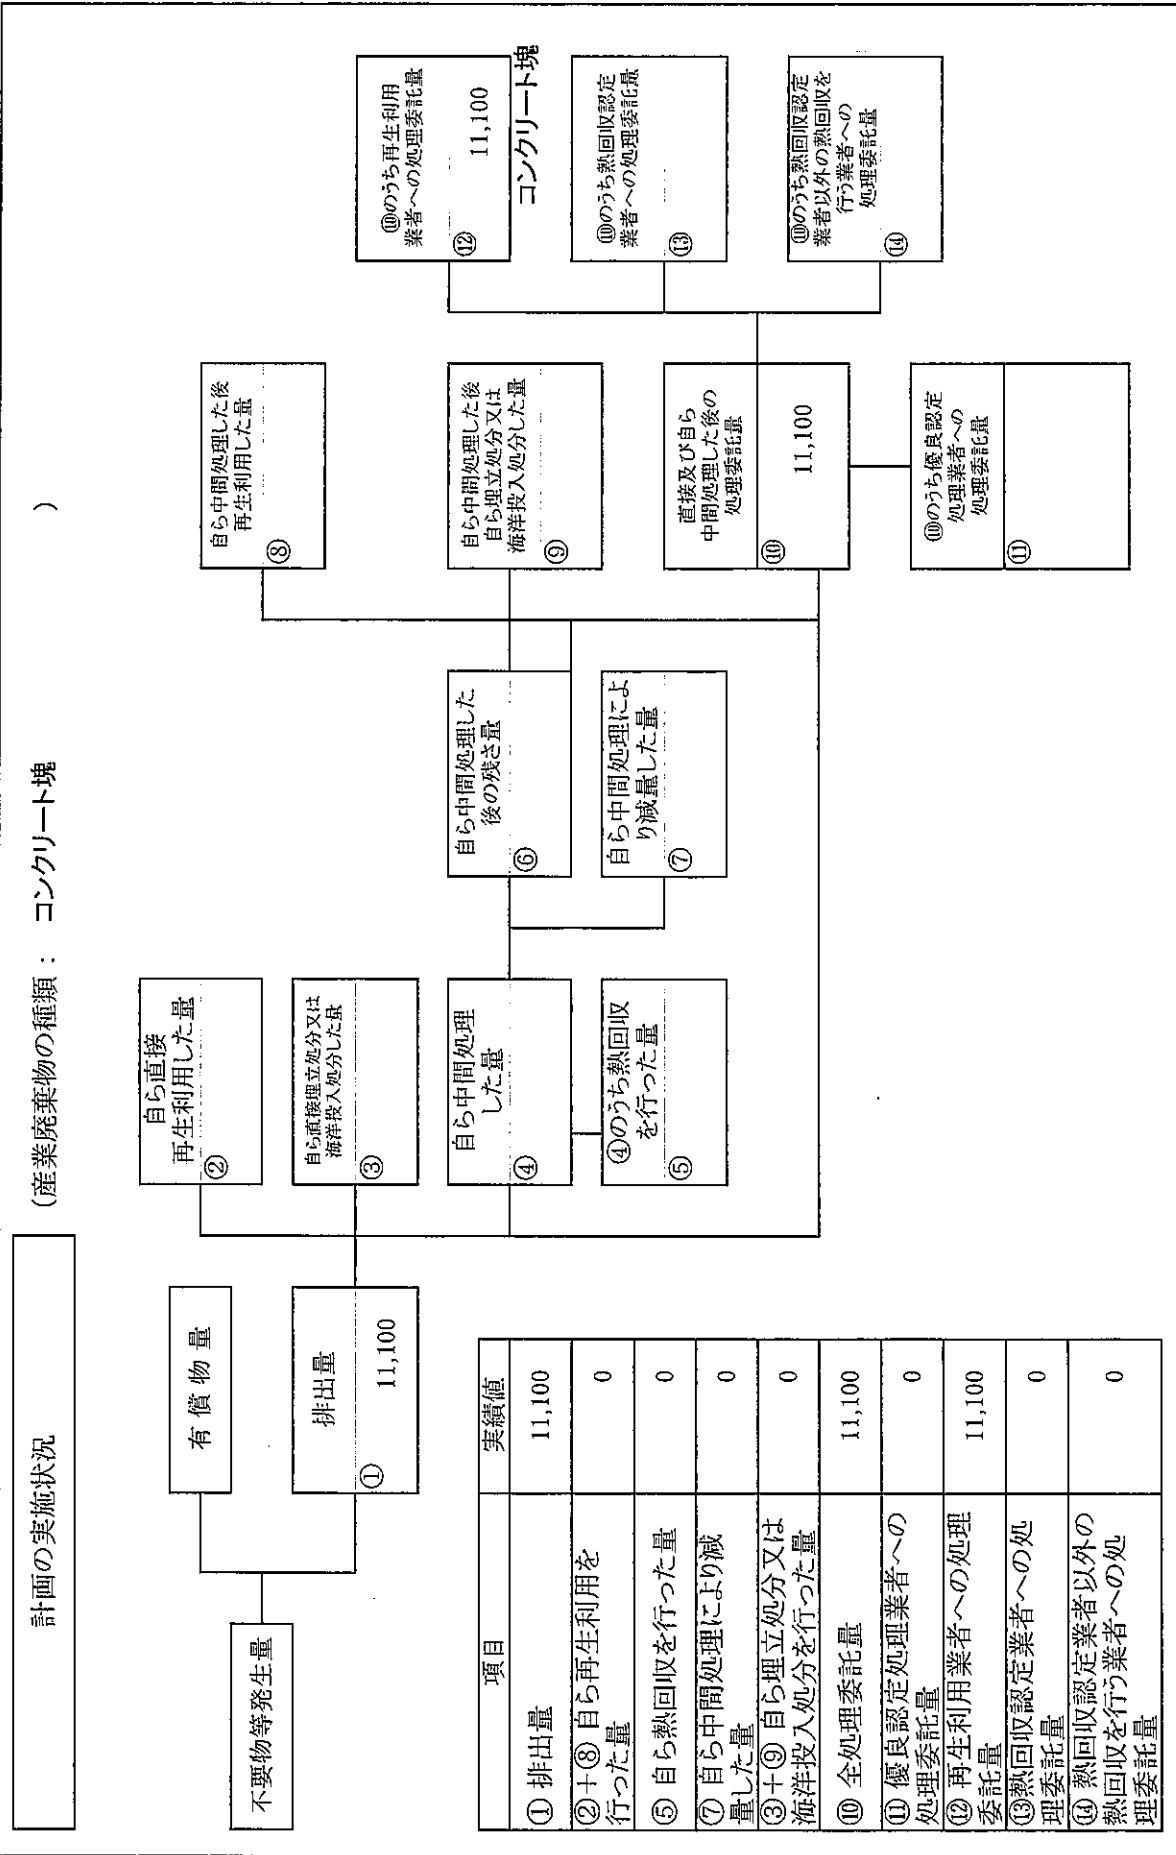 計画の実施状況
（産業廃棄物の種類： コンクリート塊 ）
不要物等発生量
有償物量
排出量
①
11,100
自ら直接
再生利用した量
②
自ら直接埋立処分又は
海洋投入処分した量
③
自ら中間処理
した量
④
④のうち熱回収
を行った量
⑤
自ら中間処理した
後の残さ量
⑥
自ら中間処理によ
り減量した量
⑦
自ら中間処理した後
再生利用した量
⑧
自ら中間処理した後
自ら埋立処分又は
海洋投入処分した量
⑨
直接及び自ら
中間処理した後の
処理委託量
⑩
11,100
⑩のうち優良認定
処理業者への
処理委託量
⑪
⑩のうち再生利用
業者への処理委託量
⑫
11,100
コンクリート塊
⑩のうち熱回収認定
業者への処理委託量
⑬
⑩のうち熱回収認定
業者以外の熱回収を
行う業者への
処理委託量
⑭
項目 実績値
①排出量 11,100
②＋⑧ 自ら再生利用を
行った量 0
⑤ 自ら熱回収を行った量 0
⑦ 自ら中間処理により減
量した量 0
③＋⑨ 自ら埋立処分又は
海洋投入処分を行った量 0
⑩ 全処理委託量 11,100
⑪ 優良認定処理業者への
処理委託量 0
⑫ 再生利用業者への処理
委託量 11,100
⑬熱回収認定業者への処
理委託量 0
⑭ 熱回収認定業者以外の
熱回収を行う業者への処
理委託量 0